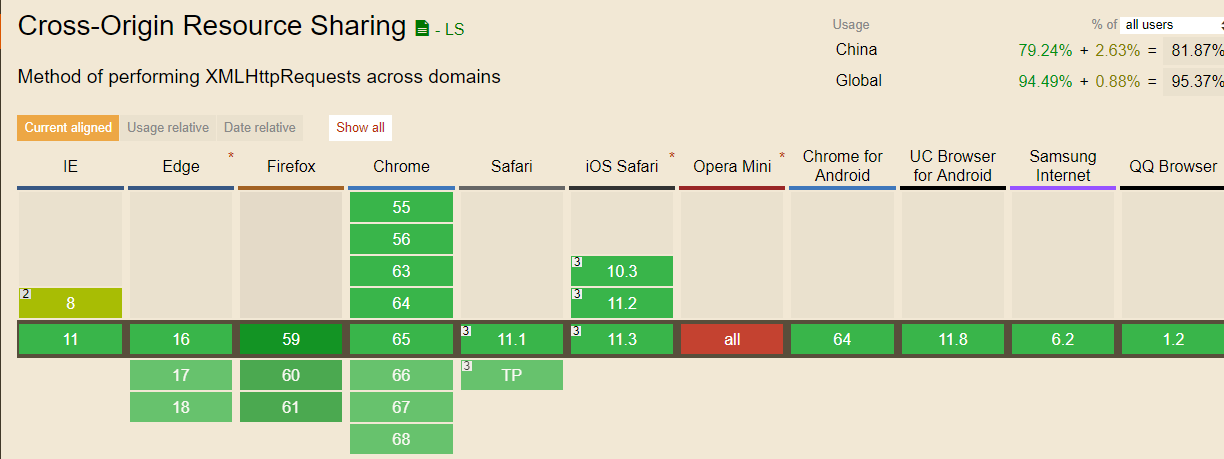 Cross-Origin Resource Sharing - LS
Usage % of all users
China 79.24% + 2.63% = 81.87%
Global 94.49% + 0.88% = 95.37%
Method of performing XMLHttpRequests across domains
Current aligned Usage relative Date relative Show all
IE Edge * Firefox Chrome Safari iOS Safari * Opera Mini * Chrome for Android UC Browser for Android Samsung Internet QQ Browser
55
56
63 3 10.3
2 8 64 3 11.2
11 16 59 65 3 11.1 3 11.3 all 64 11.8 6.2 1.2
17 60 66 3 TP
18 61 67
68